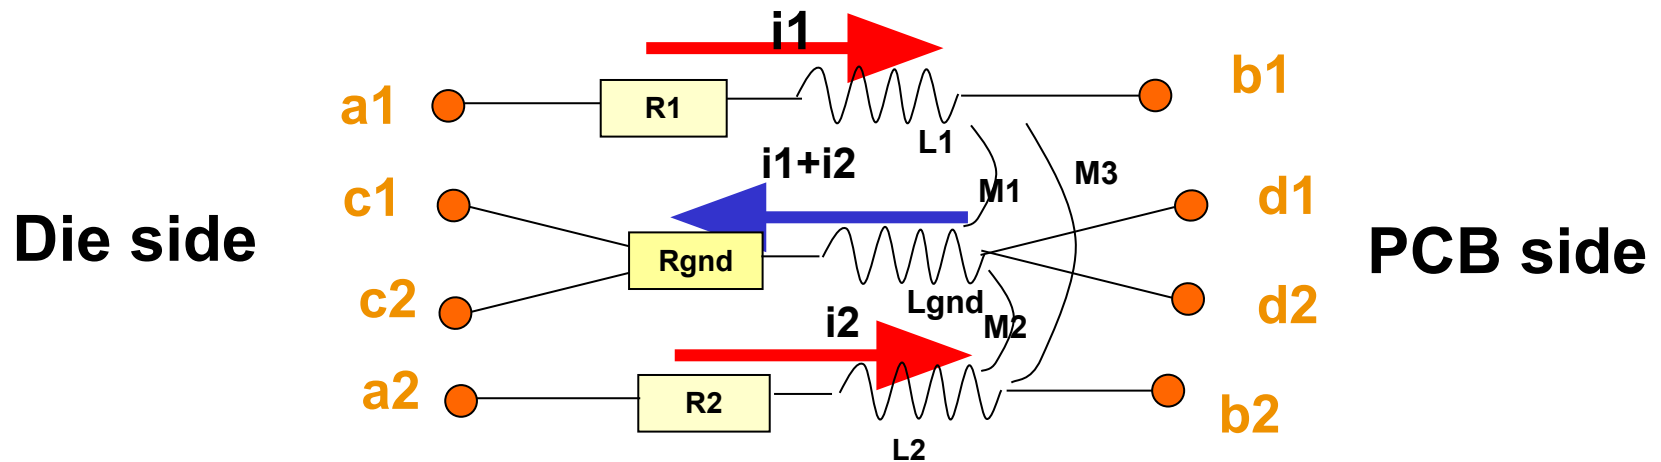 i1
b1
a1
R1
L1
i1+i2
M3
c1
M1
d1
Die side
Rgnd
PCB side
c2
Lgnd
d2
i2
M2
a2
R2
b2
L2